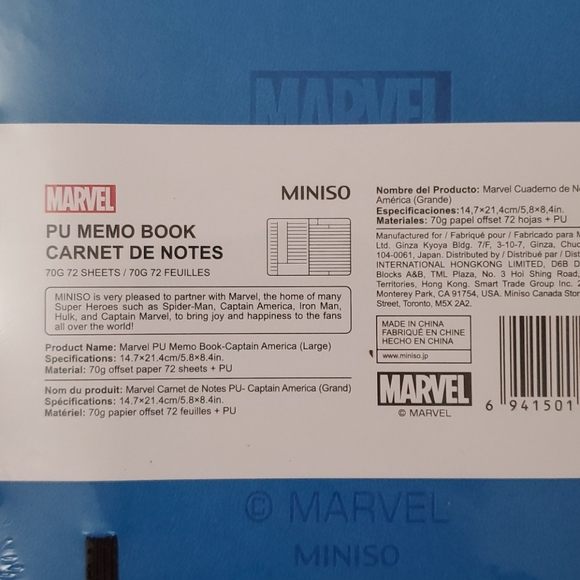 MARVEL
MARVEL
MINISO
PU MEMO BOOK
CARNET DE NOTES
70G 72 SHEETS / 70G 72 FEUILLES
MINISO is very pleased to partner with Marvel, the home of many
Super Heroes such as Spider-Man, Captain America, Iron Man,
Hulk, and Captain Marvel, to bring joy and happiness to the fans
all over the world!
Product Name: Marvel PU Memo Book-Captain America (Large)
Specifications: 14.7×21.4cm/5.8×8.4in.
Material: 70g offset paper 72 sheets + PU
Nom du produit: Marvel Carnet de Notes PU- Captain America (Grand)
Spécifications: 14.7×21.4cm/5.8×8.4in.
Matériel: 70g papier offset 72 feuilles + PU
Nombre del Producto: Marvel Cuaderno de
América (Grande)
Especificaciones:14,7×21,4cm/5,8×8,4in.
Materiales: 70g papel offset 72 hojas + PU
Manufactured for / Fabriqué pour / Fabricado para
Ltd. Ginza Kyoya Bldg. 7/F, 3-10-7, Ginza,
104-0061, Japan. Distributed by / Distribué par /
INTERNATIONAL HONGKONG LIMITED, D6B
Blocks A&B, TML Plaza, No. 3 Hoi Shing Road,
Territories, Hong Kong. Smart Trade Group Inc.
Monterey Park, CA 91754, USA. Miniso Canada
Street, Toronto, M5X 2A2.
MADE IN CHINA
FABRIQUÉ EN CHINE
HECHO EN CHINA
www.miniso.jp
MARVEL
© MARVEL
6 941501
© MARVEL
MINISO